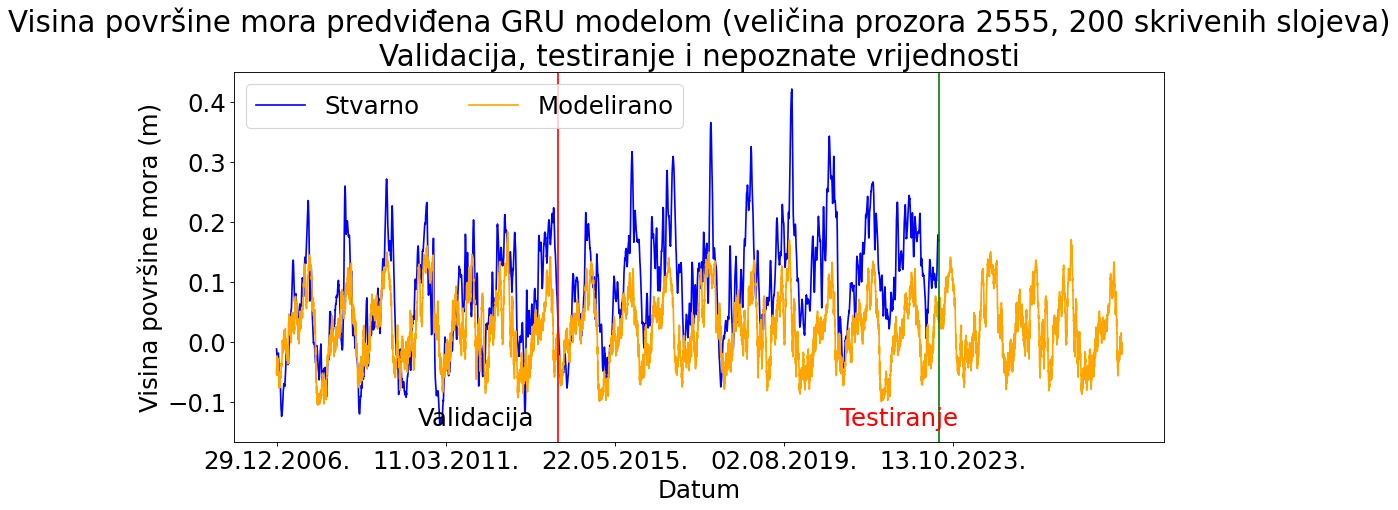 Visina površine mora predviđena GRU modelom (veličina prozora 2555, 200 skrivenih slojeva)
Validacija, testiranje i nepoznate vrijednosti
Stvarno
Modelirano
Visina površine mora (m)
0.4
0.3
0.2
0.1
0.0
−0.1
Validacija
Testiranje
29.12.2006.
11.03.2011.
22.05.2015.
02.08.2019.
13.10.2023.
Datum